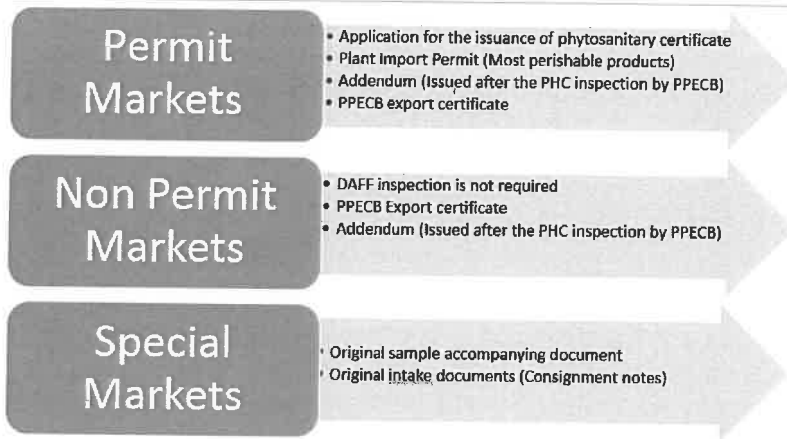 Permit
Markets
• Application for the issuance of phytosanitary certificate
• Plant Import Permit (Most perishable products)
• Addendum (Issued after the PHC inspection by PPECB)
• PPECB export certificate
Non Permit
Markets
• DAFF inspection is not required
• PPECB Export certificate
• Addendum (Issued after the PHC inspection by PPECB)
Special
Markets
• Original sample accompanying document
• Original intake documents (Consignment notes)